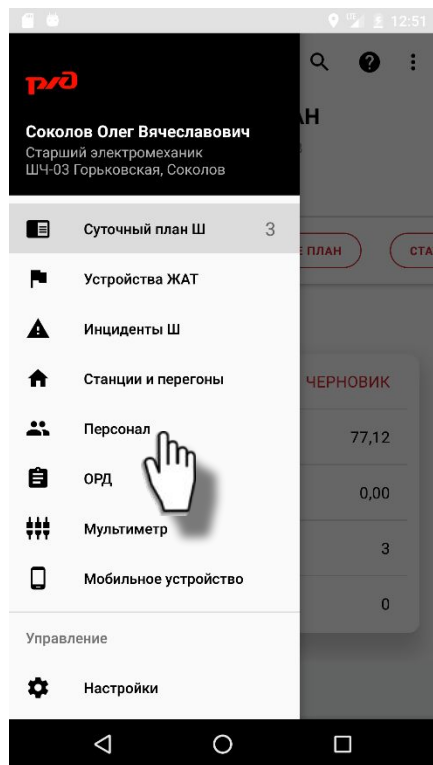 12:51
ржд
Соколов Олег Вячеславович
Старший электромеханик
ШЧ-03 Горьковская, Соколов
Суточный план Ш 3
Устройства ЖАТ
Инциденты Ш
Станции и перегоны
Персонал
ОРД
Мультиметр
Мобильное устройство
Управление
Настройки
ПЛАН
СТА
ЧЕРНОВИК
77,12
0,00
3
0